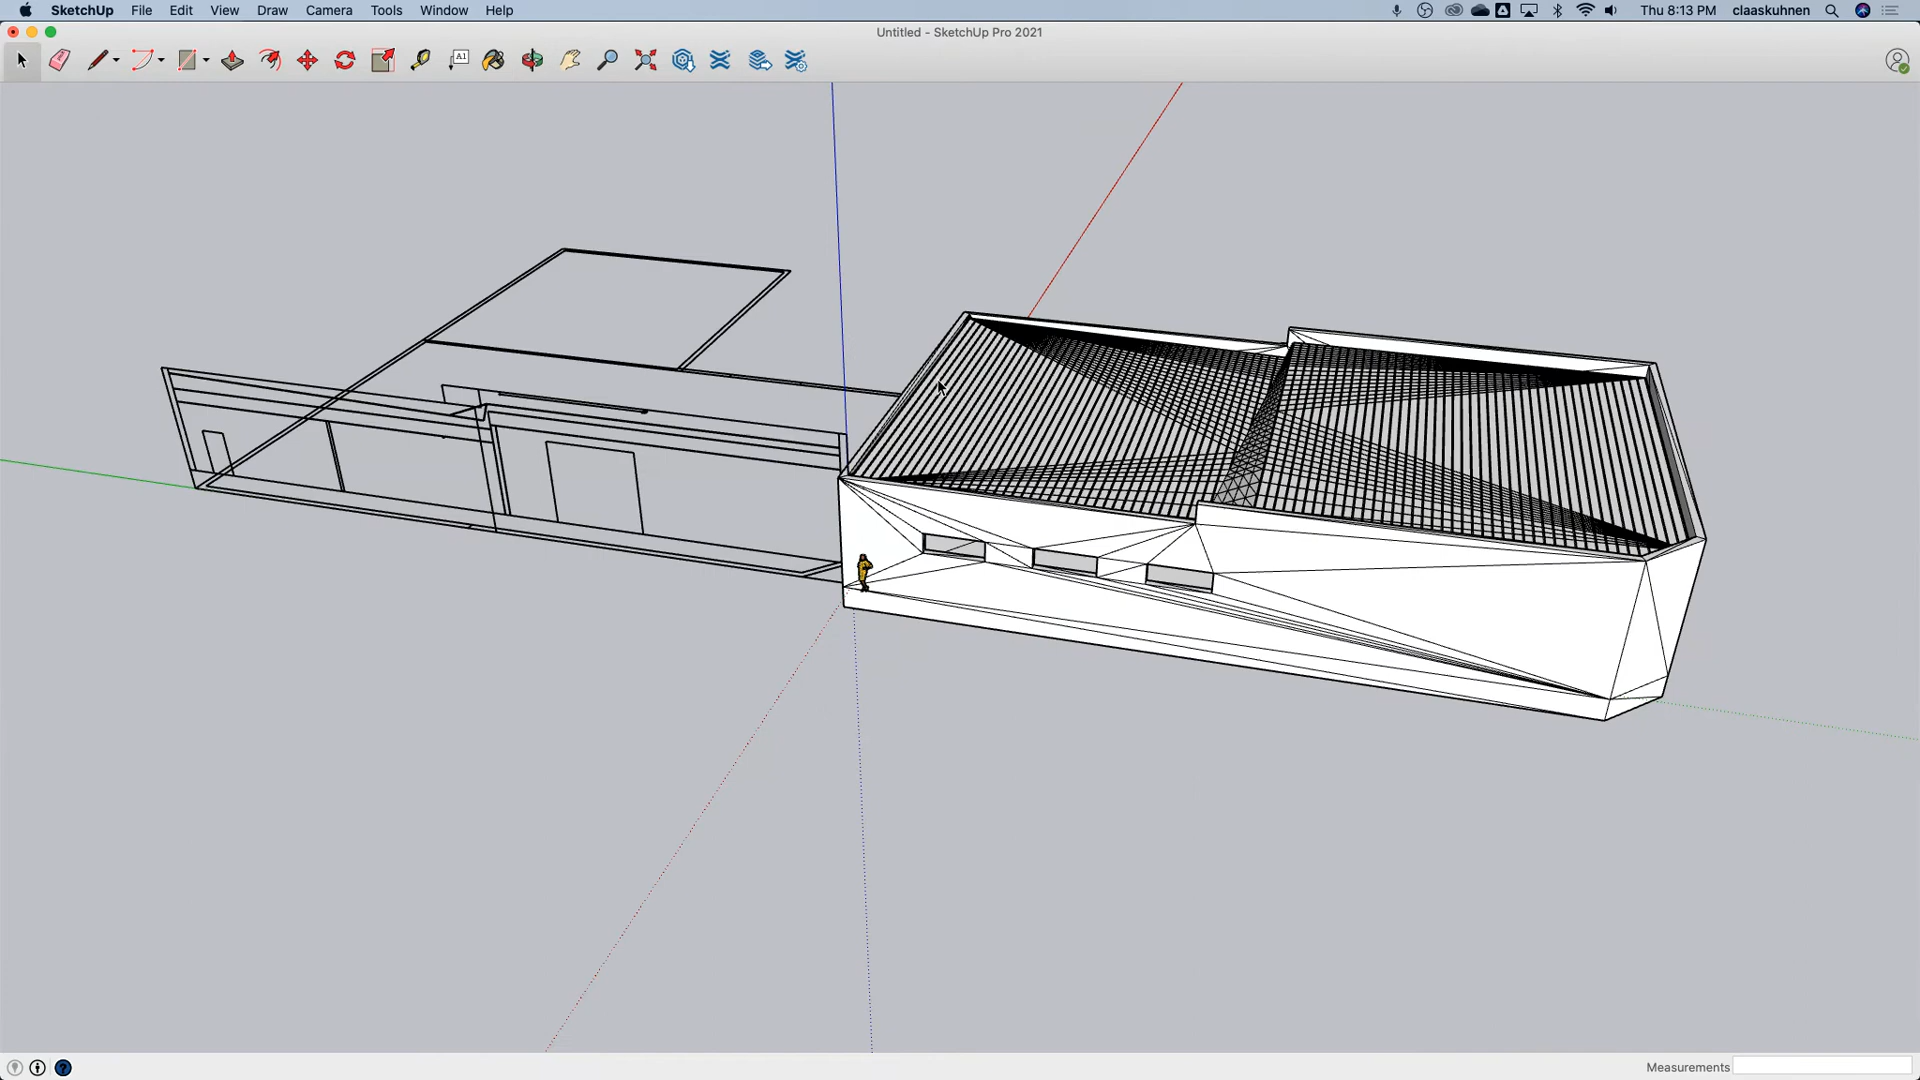 SketchUp File Edit View Draw Camera Tools Window Help Thu 8:13 PM claaskuhnen
Untitled - SketchUp Pro 2021
A1
Measurements